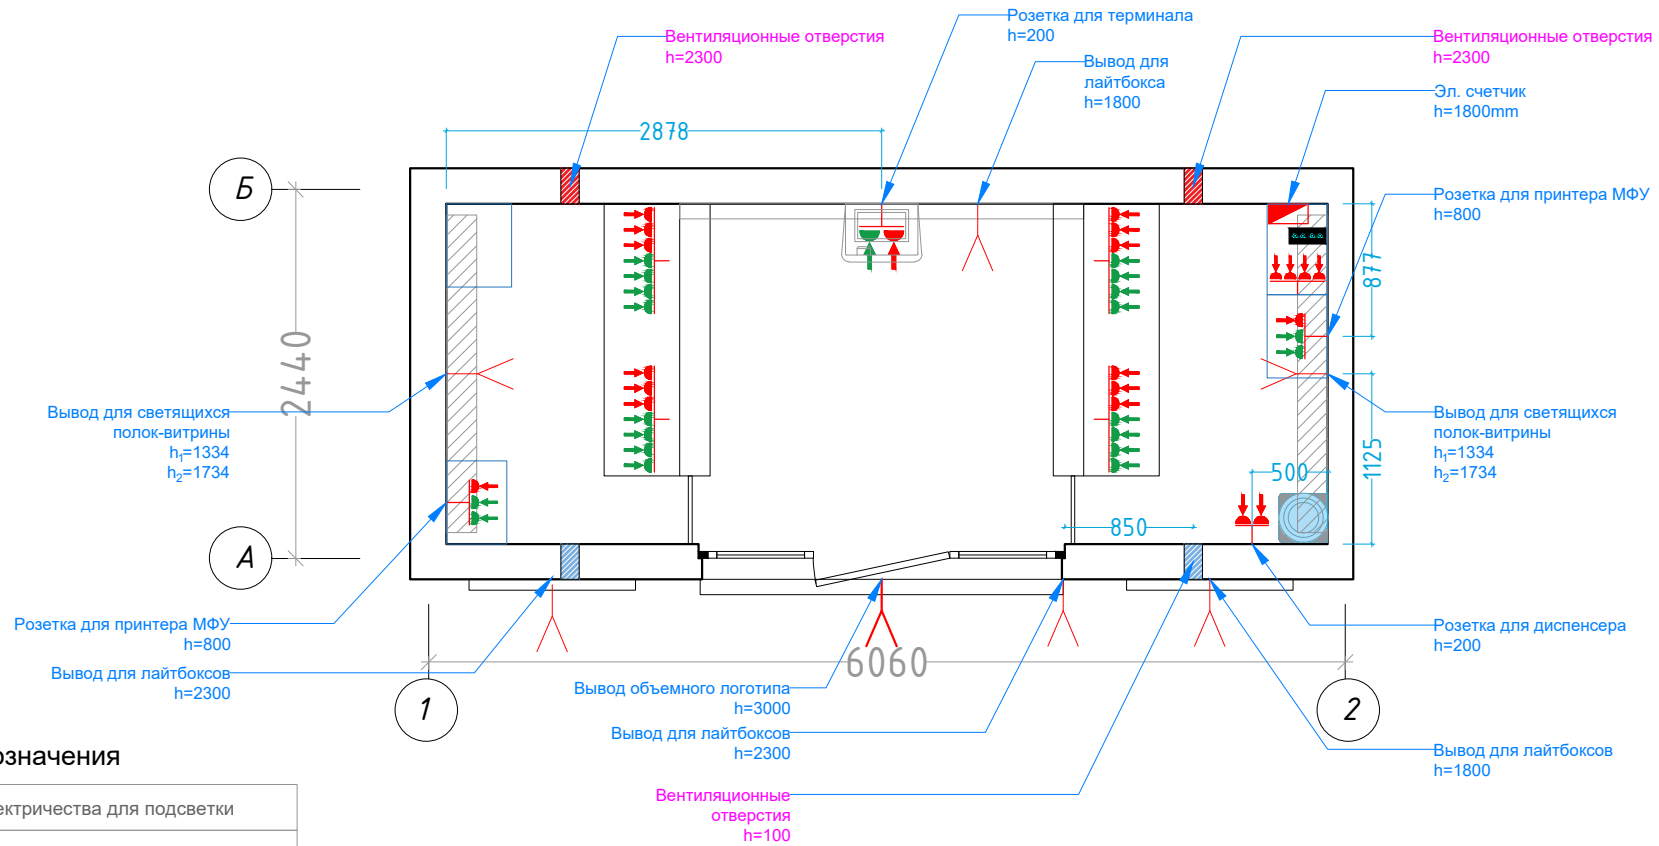 Розетка для терминала
h=200
Вентиляционные отверстия
h=2300
Вентиляционные отверстия
h=2300
Вывод для
лайтбокса
h=1800
Эл. счетчик
h=1800mm
2878
Б
Розетка для принтера МФУ
h=800
877
2440
Вывод для светящихся
полок-витрины
h₁=1334
h₂=1734
Вывод для светящихся
полок-витрины
h₁=1334
h₂=1734
1125
500
850
А
Розетка для принтера МФУ
h=800
Розетка для диспенсера
h=200
6060
Вывод для лайтбоксов
h=2300
Вывод объемного логотипа
h=3000
1
2
Вывод для лайтбоксов
h=2300
Вывод для лайтбоксов
h=1800
означения
Вентиляционные
отверстия
h=100
ектричества для подсветки